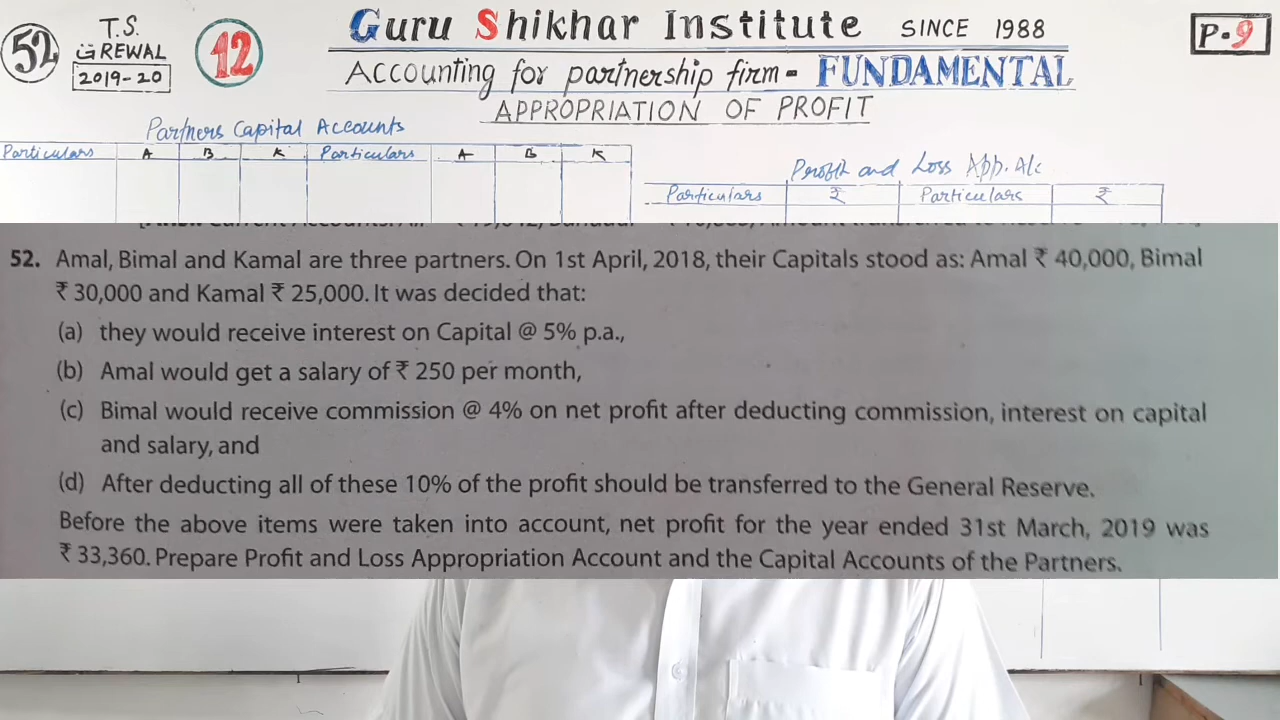 52
T.S.
GREWAL
2019-20
12
Guru Shikhar Institute SINCE 1988
P-9
Accounting for partnership firm - FUNDAMENTAL
APPROPRIATION OF PROFIT
Partners Capital Accounts
Particulars A B K Particulars A B K
Profit and Loss App. A/c
Particulars ₹ Particulars ₹
52. Amal, Bimal and Kamal are three partners. On 1st April, 2018, their Capitals stood as: Amal ₹ 40,000, Bimal
₹ 30,000 and Kamal ₹ 25,000. It was decided that:
(a) they would receive interest on Capital @ 5% p.a.,
(b) Amal would get a salary of ₹ 250 per month,
(c) Bimal would receive commission @ 4% on net profit after deducting commission, interest on capital
and salary, and
(d) After deducting all of these 10% of the profit should be transferred to the General Reserve.
Before the above items were taken into account, net profit for the year ended 31st March, 2019 was
₹ 33,360. Prepare Profit and Loss Appropriation Account and the Capital Accounts of the Partners.